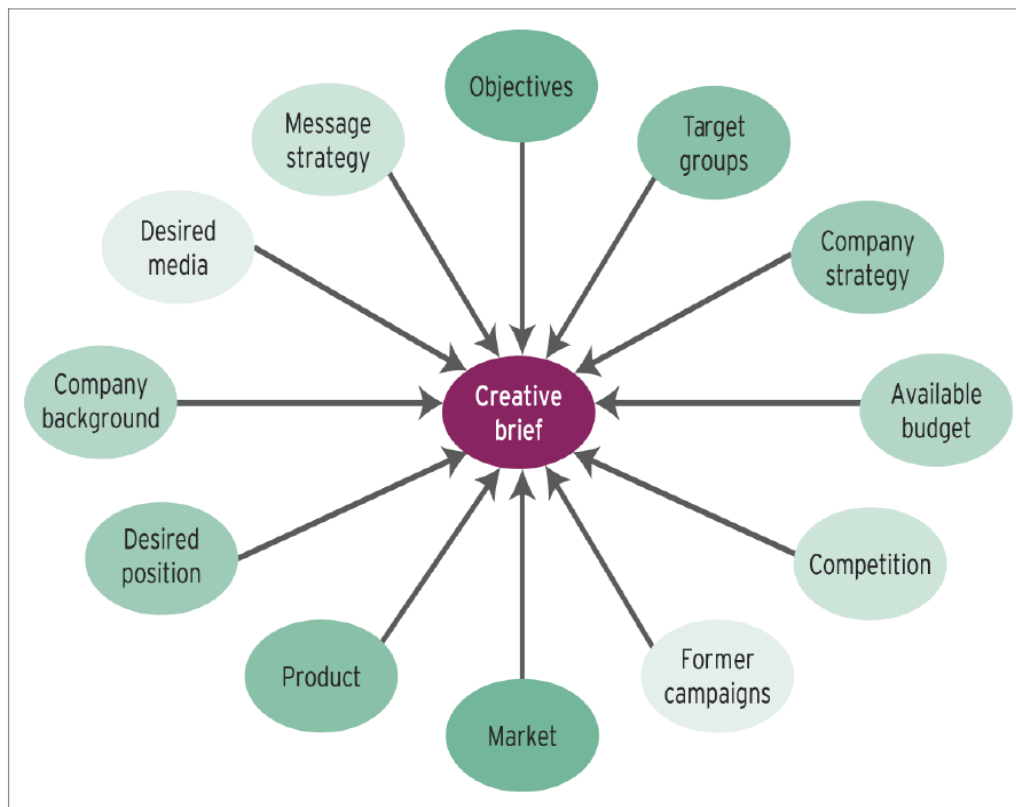 Objectives
Target
groups
Company
strategy
Available
budget
Competition
Former
campaigns
Market
Product
Desired
position
Company
background
Desired
media
Message
strategy
Creative
brief